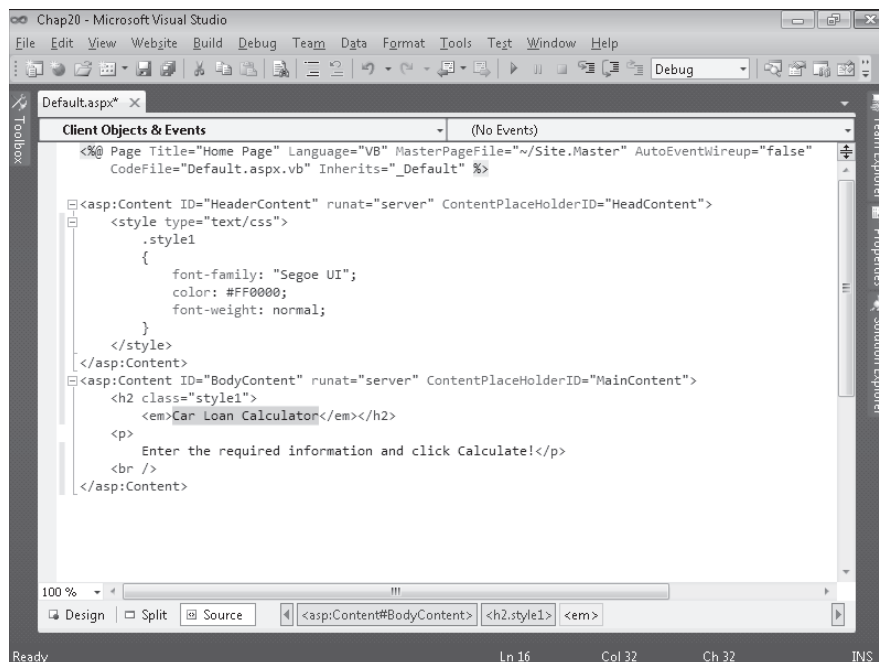 Chap20 - Microsoft Visual Studio
File Edit View Website Build Debug Team Data Format Tools Test Window Help
Debug
Toolbox
Default.aspx*
Client Objects & Events (No Events)
<%@ Page Title="Home Page" Language="VB" MasterPageFile="~/Site.Master" AutoEventWireup="false"
CodeFile="Default.aspx.vb" Inherits="_Default" %>
<asp:Content ID="HeaderContent" runat="server" ContentPlaceHolderID="HeadContent">
<style type="text/css">
.style1
{
font-family: "Segoe UI";
color: #FF0000;
font-weight: normal;
}
</style>
</asp:Content>
<asp:Content ID="BodyContent" runat="server" ContentPlaceHolderID="MainContent">
<h2 class="style1">
<em>Car Loan Calculator</em></h2>
<p>
Enter the required information and click Calculate!</p>
<br />
</asp:Content>
Team Explorer
Properties
Solution Explorer
100 %
Design Split Source <asp:Content#BodyContent> <h2.style1> <em>
Ready Ln 16 Col 32 Ch 32 INS